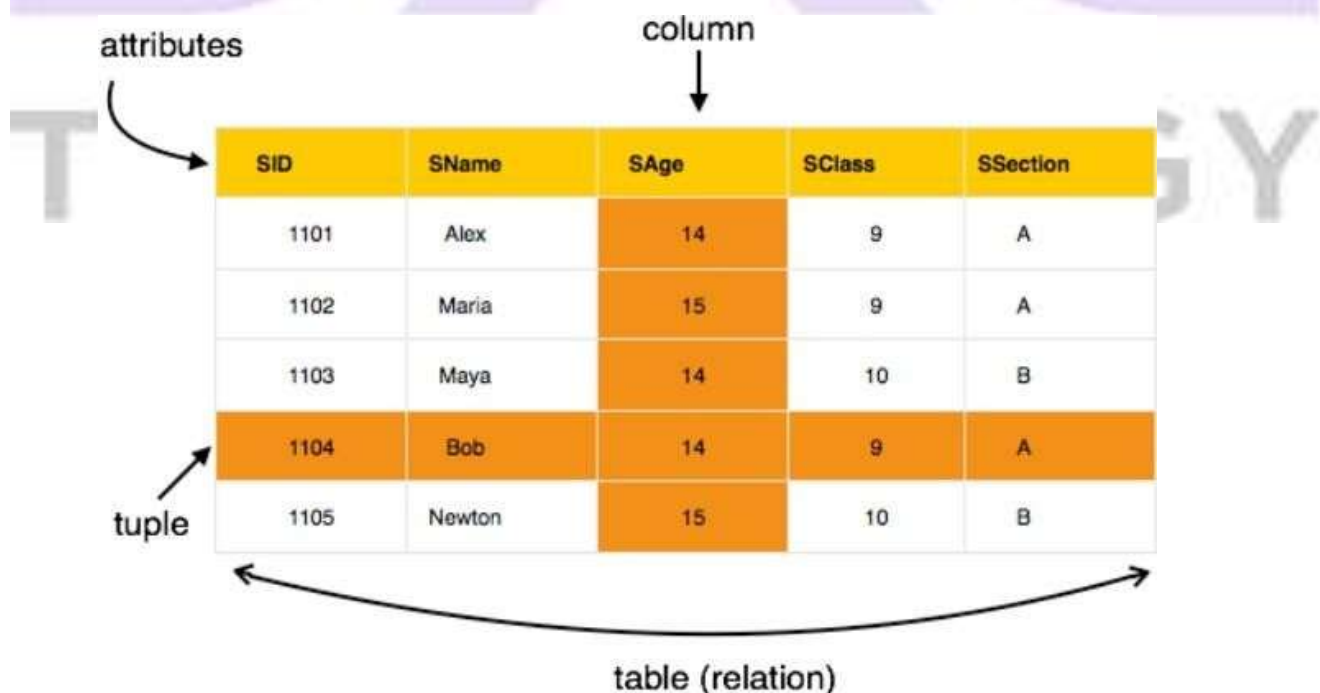 column
attributes
SID SName SAge SClass SSection
1101 Alex 14 9 A
1102 Maria 15 9 A
1103 Maya 14 10 B
1104 Bob 14 9 A
tuple
1105 Newton 15 10 B
table (relation)